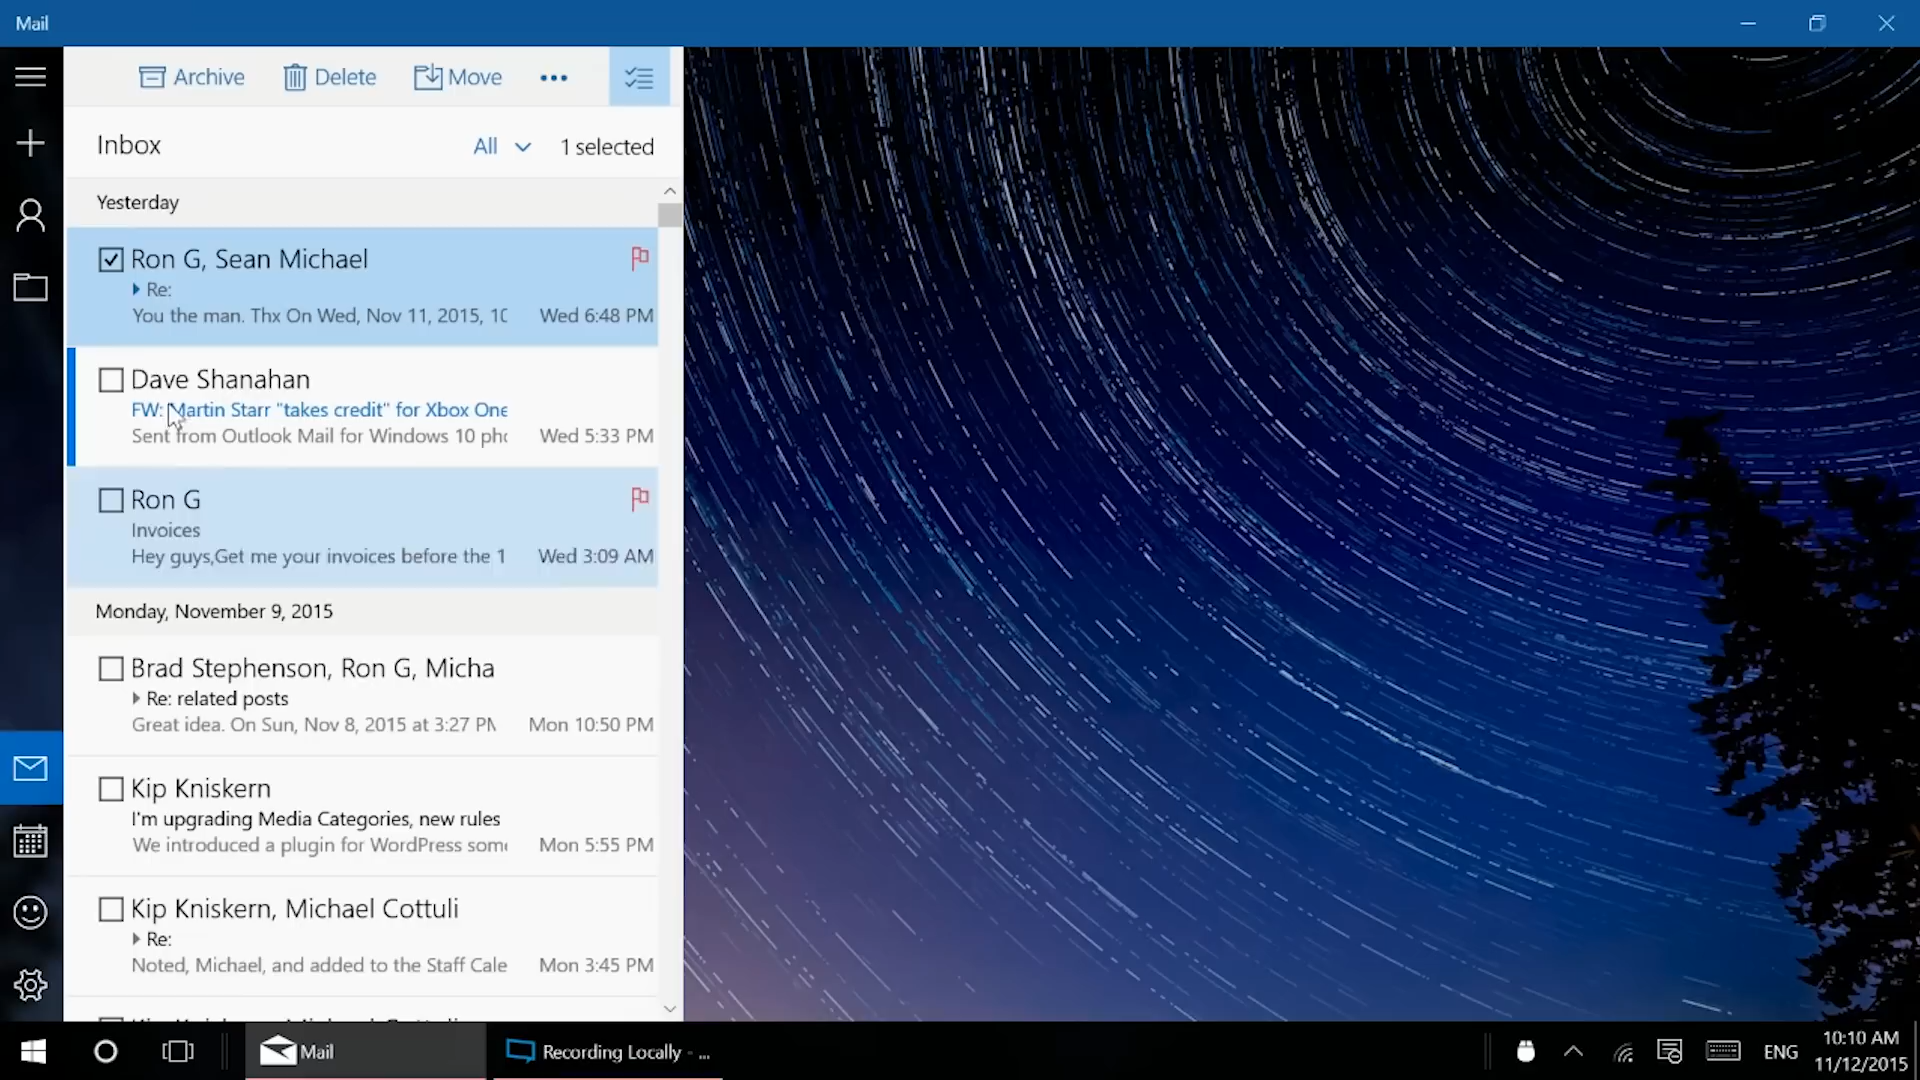 Mail
Archive Delete Move
Inbox All 1 selected
Yesterday
Ron G, Sean Michael
Re:
You the man. Thx On Wed, Nov 11, 2015, 10 Wed 6:48 PM
Dave Shanahan
FW: Martin Starr "takes credit" for Xbox One
Sent from Outlook Mail for Windows 10 pho Wed 5:33 PM
Ron G
Invoices
Hey guys,Get me your invoices before the 1 Wed 3:09 AM
Monday, November 9, 2015
Brad Stephenson, Ron G, Micha
Re: related posts
Great idea. On Sun, Nov 8, 2015 at 3:27 PM Mon 10:50 PM
Kip Kniskern
I'm upgrading Media Categories, new rules
We introduced a plugin for WordPress some Mon 5:55 PM
Kip Kniskern, Michael Cottuli
Re:
Noted, Michael, and added to the Staff Cale Mon 3:45 PM
Mail
Recording Locally - ...
ENG
10:10 AM
11/12/2015